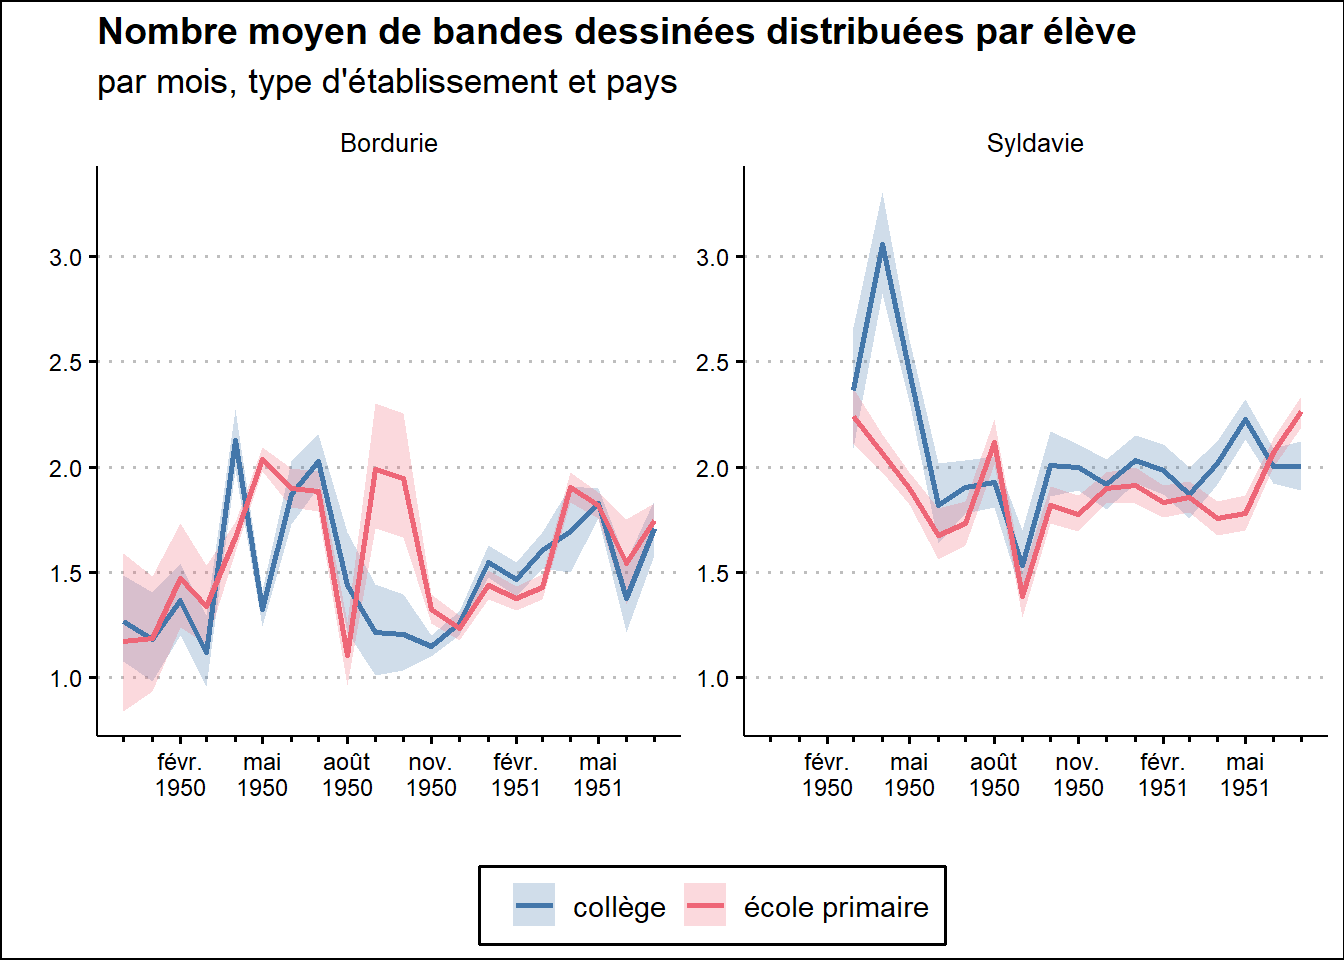 Nombre moyen de bandes dessinées distribuées par élève
par mois, type d'établissement et pays
Bordurie
3.0
2.5
2.0
1.5
1.0
févr. mai août nov. févr. mai
1950 1950 1950 1950 1951 1951
Syldavie
3.0
2.5
2.0
1.5
1.0
févr. mai août nov. févr. mai
1950 1950 1950 1950 1951 1951
collège école primaire